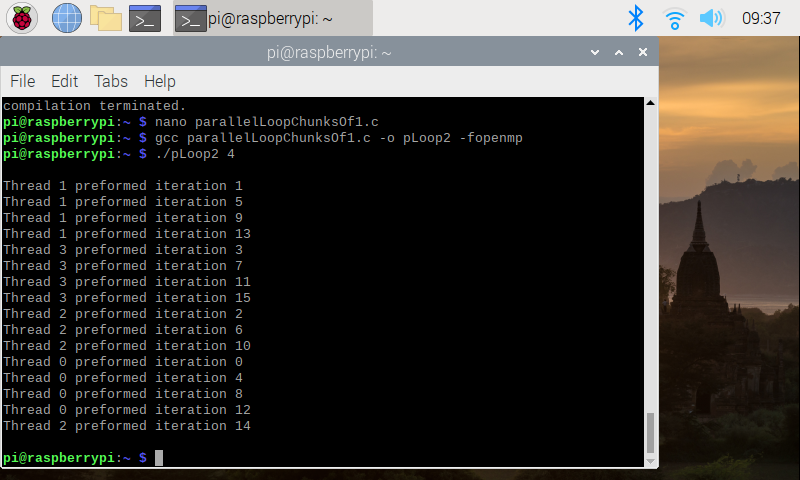 pi@raspberrypi: ~
09:37
pi@raspberrypi: ~
File Edit Tabs Help
compilation terminated.
pi@raspberrypi:~ $ nano parallelLoopChunksOf1.c
pi@raspberrypi:~ $ gcc parallelLoopChunksOf1.c -o pLoop2 -fopenmp
pi@raspberrypi:~ $ ./pLoop2 4
Thread 1 preformed iteration 1
Thread 1 preformed iteration 5
Thread 1 preformed iteration 9
Thread 1 preformed iteration 13
Thread 3 preformed iteration 3
Thread 3 preformed iteration 7
Thread 3 preformed iteration 11
Thread 3 preformed iteration 15
Thread 2 preformed iteration 2
Thread 2 preformed iteration 6
Thread 2 preformed iteration 10
Thread 0 preformed iteration 0
Thread 0 preformed iteration 4
Thread 0 preformed iteration 8
Thread 0 preformed iteration 12
Thread 2 preformed iteration 14
pi@raspberrypi:~ $